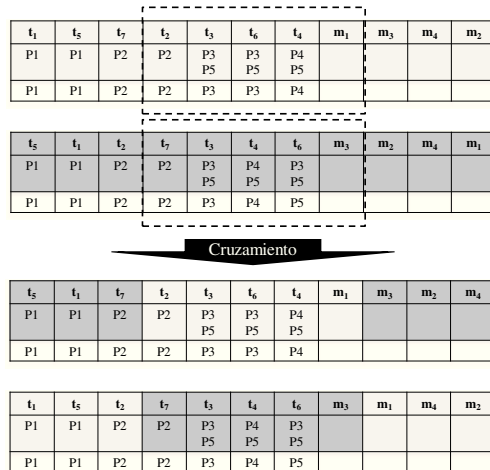 t1 t5 t7 t2 t3 t6 t4 m1 m3 m4 m2
P1 P1 P2 P2 P3 P3 P4
P5 P5 P5
P1 P1 P2 P2 P3 P3 P4
t5 t1 t2 t7 t3 t4 t6 m3 m2 m4 m1
P1 P1 P2 P2 P3 P4 P3
P5 P5 P5
P1 P1 P2 P2 P3 P4 P5
Cruzamiento
t5 t1 t7 t2 t3 t6 t4 m1 m3 m2 m4
P1 P1 P2 P2 P3 P3 P4
P5 P5 P5
P1 P1 P2 P2 P3 P3 P4
t1 t5 t2 t7 t3 t4 t6 m3 m1 m4 m2
P1 P1 P2 P2 P3 P4 P3
P5 P5 P5
P1 P1 P2 P2 P3 P4 P5